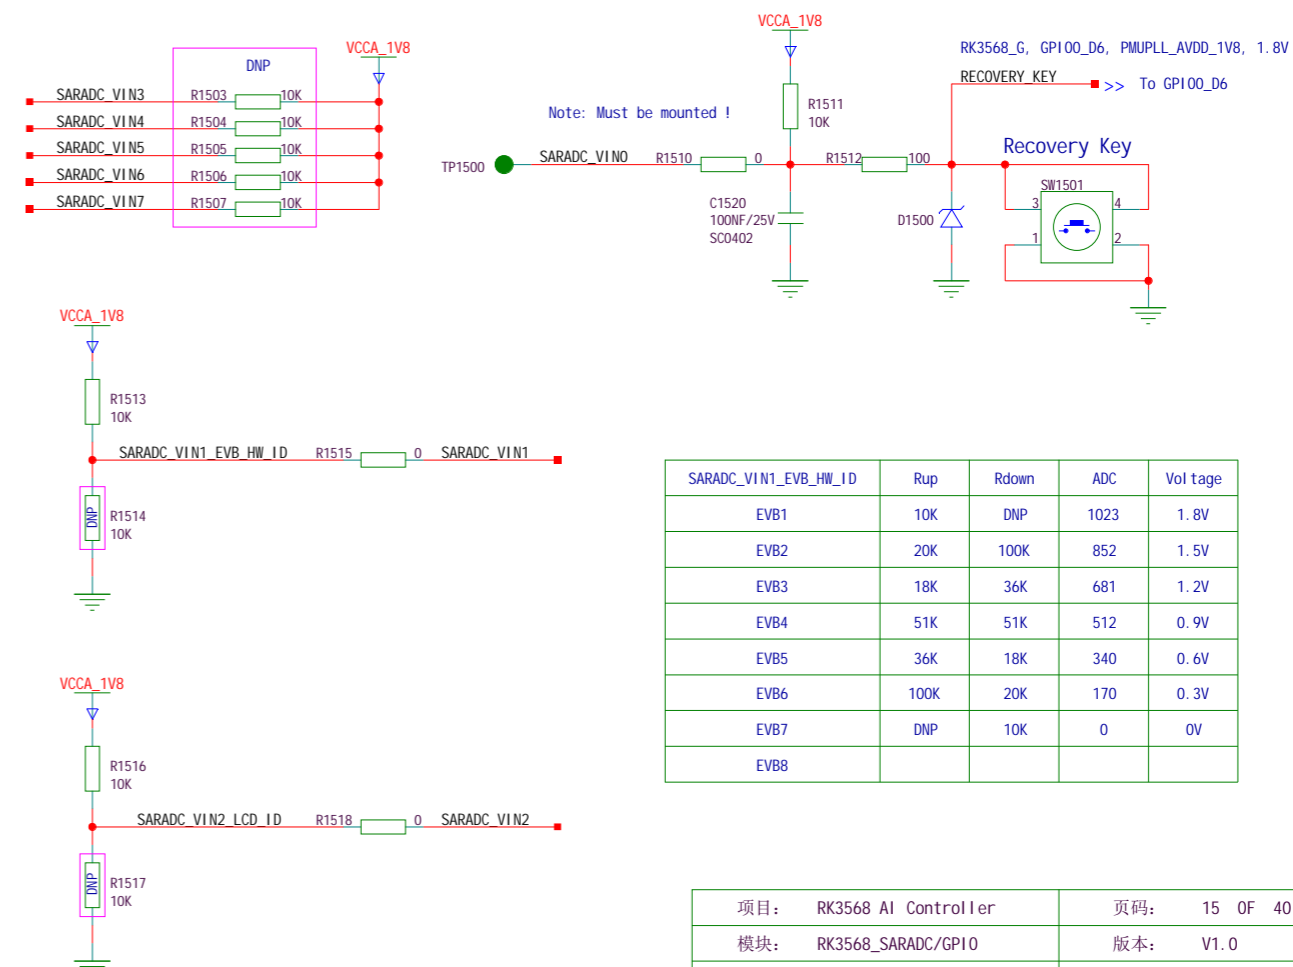 VCCA_1V8
DNP
SARADC_VIN3 R1503 10K
SARADC_VIN4 R1504 10K
SARADC_VIN5 R1505 10K
SARADC_VIN6 R1506 10K
SARADC_VIN7 R1507 10K
VCCA_1V8
RK3568_G, GPIO0_D6, PMUPLL_AVDD_1V8, 1.8V
RECOVERY_KEY >> To GPIO0_D6
R1511
10K
Note: Must be mounted !
TP1500 SARADC_VIN0 R1510 0 R1512 100
Recovery Key
SW1501
3 4
1 2
C1520
100NF/25V
SC0402
D1500
VCCA_1V8
R1513
10K
SARADC_VIN1_EVB_HW_ID R1515 0 SARADC_VIN1
DNP
R1514
10K
SARADC_VIN1_EVB_HW_ID Rup Rdown ADC Voltage
EVB1 10K DNP 1023 1.8V
EVB2 20K 100K 852 1.5V
EVB3 18K 36K 681 1.2V
EVB4 51K 51K 512 0.9V
EVB5 36K 18K 340 0.6V
EVB6 100K 20K 170 0.3V
EVB7 DNP 10K 0 0V
EVB8
VCCA_1V8
R1516
10K
SARADC_VIN2_LCD_ID R1518 0 SARADC_VIN2
DNP
R1517
10K
项目: RK3568 AI Controller 页码: 15 OF 40
模块: RK3568_SARADC/GPIO 版本: V1.0